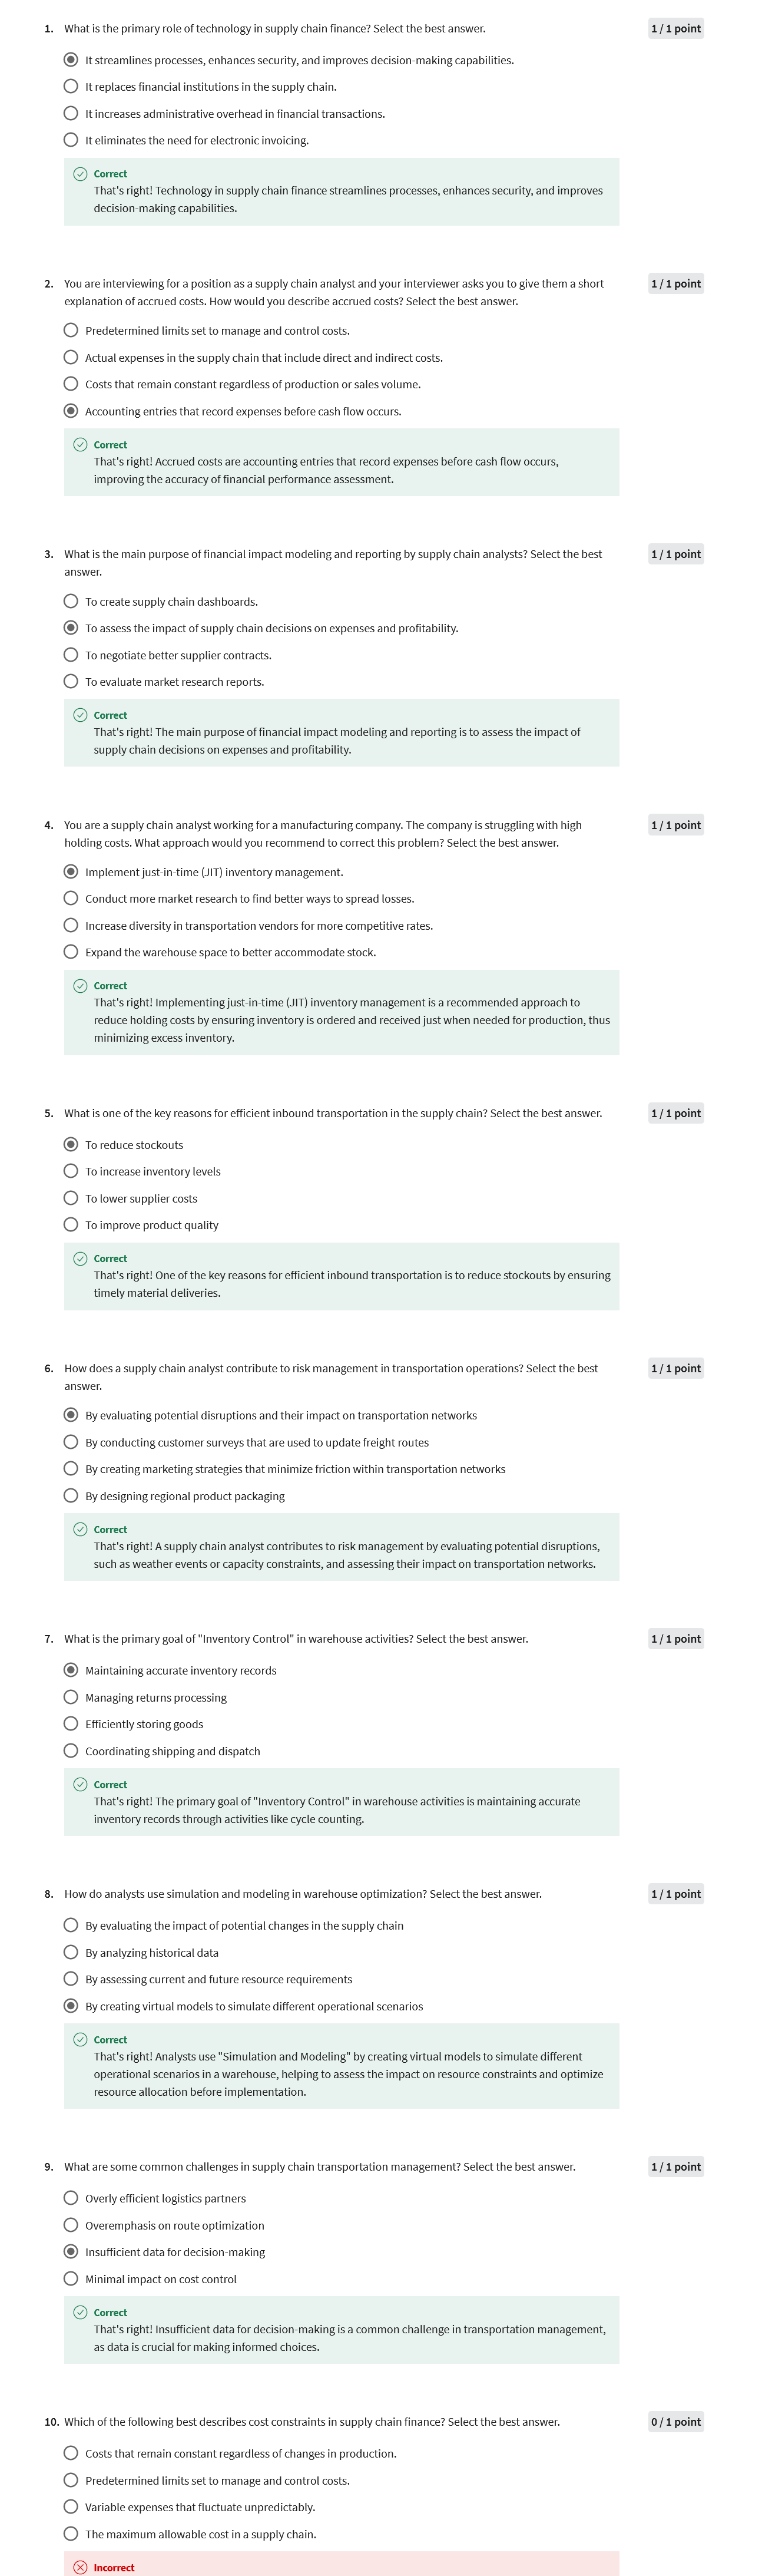 1. What is the primary role of technology in supply chain finance? Select the best answer.
1 / 1 point
It streamlines processes, enhances security, and improves decision-making capabilities.
It replaces financial institutions in the supply chain.
It increases administrative overhead in financial transactions.
It eliminates the need for electronic invoicing.
Correct
That's right! Technology in supply chain finance streamlines processes, enhances security, and improves
decision-making capabilities.
2. You are interviewing for a position as a supply chain analyst and your interviewer asks you to give them a short
1 / 1 point
explanation of accrued costs. How would you describe accrued costs? Select the best answer.
Predetermined limits set to manage and control costs.
Actual expenses in the supply chain that include direct and indirect costs.
Costs that remain constant regardless of production or sales volume.
Accounting entries that record expenses before cash flow occurs.
Correct
That's right! Accrued costs are accounting entries that record expenses before cash flow occurs,
improving the accuracy of financial performance assessment.
3. What is the main purpose of financial impact modeling and reporting by supply chain analysts? Select the best
1 / 1 point
answer.
To create supply chain dashboards.
To assess the impact of supply chain decisions on expenses and profitability.
To negotiate better supplier contracts.
To evaluate market research reports.
Correct
That's right! The main purpose of financial impact modeling and reporting is to assess the impact of
supply chain decisions on expenses and profitability.
4. You are a supply chain analyst working for a manufacturing company. The company is struggling with high
1 / 1 point
holding costs. What approach would you recommend to correct this problem? Select the best answer.
Implement just-in-time (JIT) inventory management.
Conduct more market research to find better ways to spread losses.
Increase diversity in transportation vendors for more competitive rates.
Expand the warehouse space to better accommodate stock.
Correct
That's right! Implementing just-in-time (JIT) inventory management is a recommended approach to
reduce holding costs by ensuring inventory is ordered and received just when needed for production, thus
minimizing excess inventory.
5. What is one of the key reasons for efficient inbound transportation in the supply chain? Select the best answer.
1 / 1 point
To reduce stockouts
To increase inventory levels
To lower supplier costs
To improve product quality
Correct
That's right! One of the key reasons for efficient inbound transportation is to reduce stockouts by ensuring
timely material deliveries.
6. How does a supply chain analyst contribute to risk management in transportation operations? Select the best
1 / 1 point
answer.
By evaluating potential disruptions and their impact on transportation networks
By conducting customer surveys that are used to update freight routes
By creating marketing strategies that minimize friction within transportation networks
By designing regional product packaging
Correct
That's right! A supply chain analyst contributes to risk management by evaluating potential disruptions,
such as weather events or capacity constraints, and assessing their impact on transportation networks.
7. What is the primary goal of "Inventory Control" in warehouse activities? Select the best answer.
1 / 1 point
Maintaining accurate inventory records
Managing returns processing
Efficiently storing goods
Coordinating shipping and dispatch
Correct
That's right! The primary goal of "Inventory Control" in warehouse activities is maintaining accurate
inventory records through activities like cycle counting.
8. How do analysts use simulation and modeling in warehouse optimization? Select the best answer.
1 / 1 point
By evaluating the impact of potential changes in the supply chain
By analyzing historical data
By assessing current and future resource requirements
By creating virtual models to simulate different operational scenarios
Correct
That's right! Analysts use "Simulation and Modeling" by creating virtual models to simulate different
operational scenarios in a warehouse, helping to assess the impact on resource constraints and optimize
resource allocation before implementation.
9. What are some common challenges in supply chain transportation management? Select the best answer.
1 / 1 point
Overly efficient logistics partners
Overemphasis on route optimization
Insufficient data for decision-making
Minimal impact on cost control
Correct
That's right! Insufficient data for decision-making is a common challenge in transportation management,
as data is crucial for making informed choices.
10. Which of the following best describes cost constraints in supply chain finance? Select the best answer.
0 / 1 point
Costs that remain constant regardless of changes in production.
Predetermined limits set to manage and control costs.
Variable expenses that fluctuate unpredictably.
The maximum allowable cost in a supply chain.
Incorrect